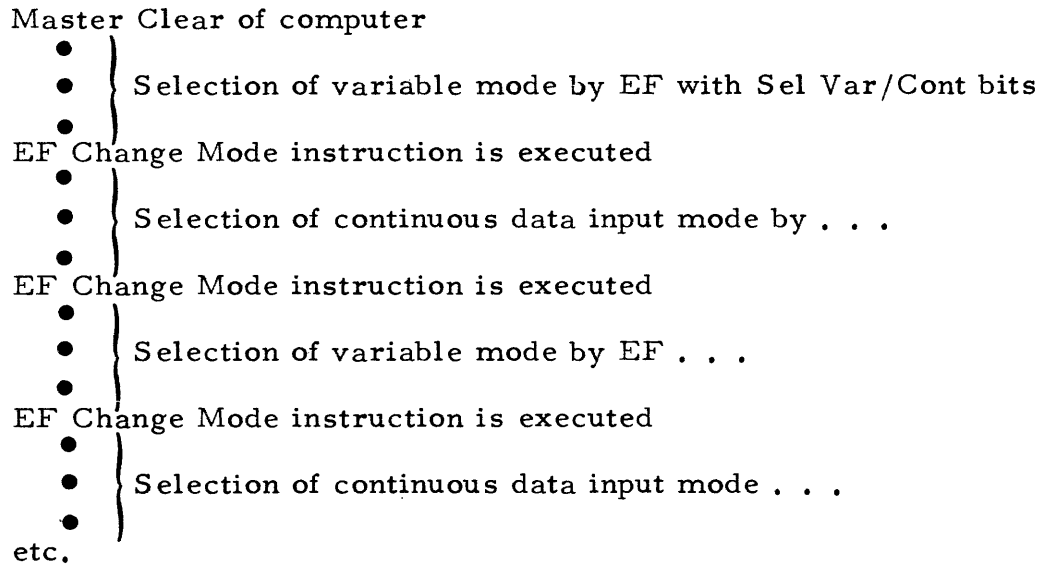 Master Clear of computer
Selection of variable mode by EF with Sel Var/Cont bits
EF Change Mode instruction is executed
Selection of continuous data input mode by . . .
EF Change Mode instruction is executed
Selection of variable mode by EF . . .
EF Change Mode instruction is executed
Selection of continuous data input mode . . .
etc.